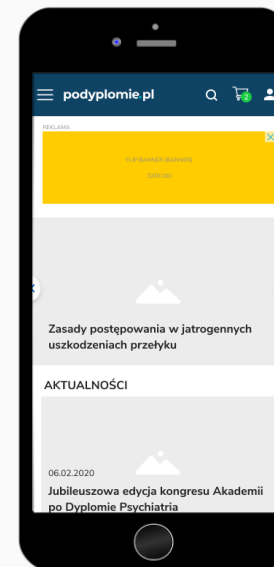 podyplomie.pl
2
REKLAMA
FLIP BANNER (BANNER)
320X100
Zasady postępowania w jatrogennych
uszkodzeniach przełyku
AKTUALNOŚCI
06.02.2020
Jubileuszowa edycja kongresu Akademii
po Dyplomie Psychiatria